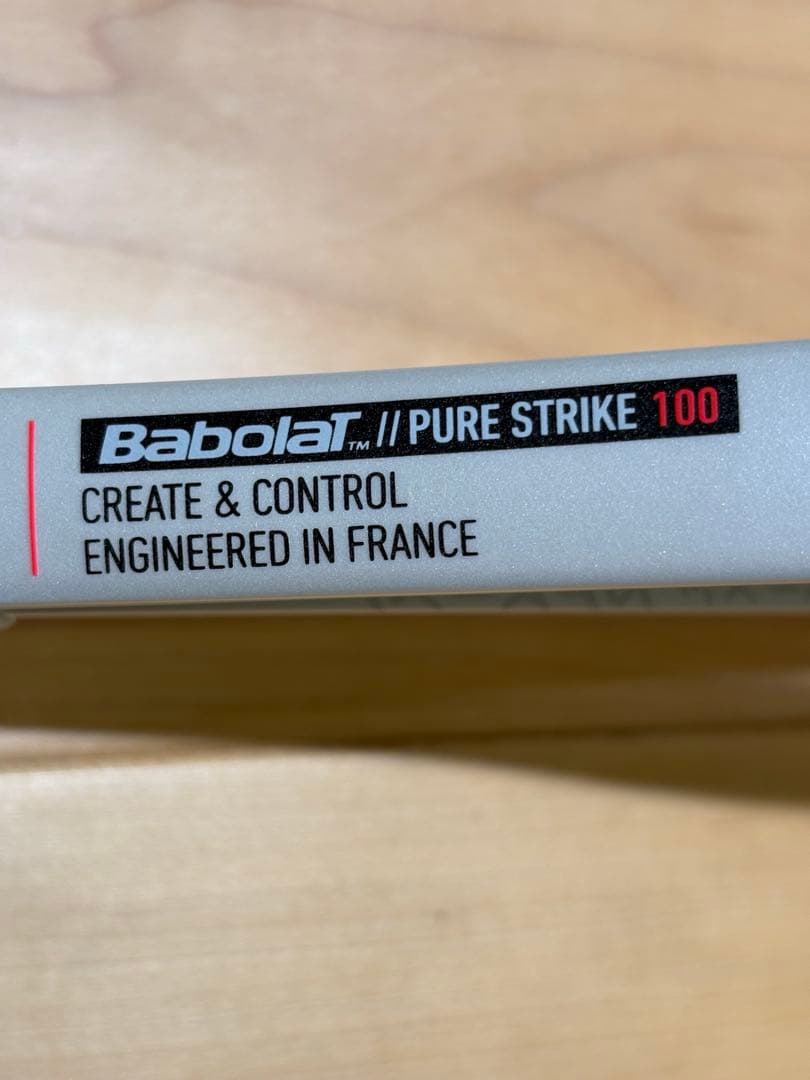 BabolaT™ // PURE STRIKE 100
CREATE & CONTROL
ENGINEERED IN FRANCE